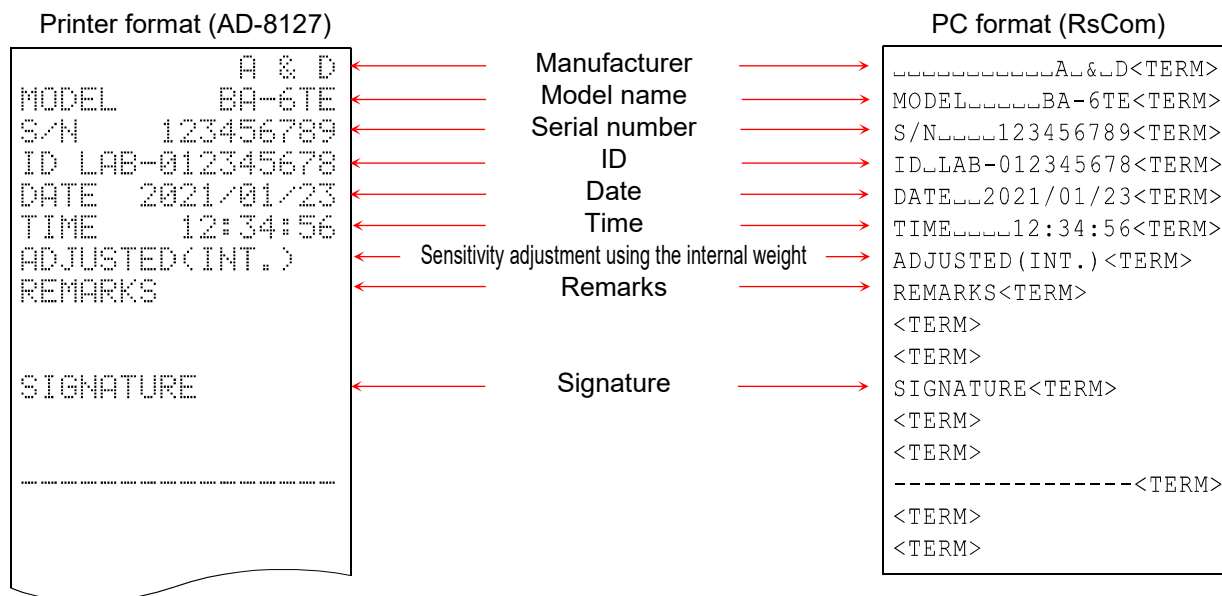 Printer format (AD-8127)
PC format (RsCom)
A & D
Manufacturer
␣␣␣␣␣␣␣␣␣␣␣A␣&␣D<TERM>
MODEL BA-6TE
Model name
MODEL␣␣␣␣␣BA-6TE<TERM>
S/N 123456789
Serial number
S/N␣␣␣␣123456789<TERM>
ID LAB-012345678
ID
ID␣LAB-012345678<TERM>
DATE 2021/01/23
Date
DATE␣␣2021/01/23<TERM>
TIME 12:34:56
Time
TIME␣␣␣␣12:34:56<TERM>
ADJUSTED(INT.)
Sensitivity adjustment using the internal weight
ADJUSTED(INT.)<TERM>
REMARKS
Remarks
REMARKS<TERM>
<TERM>
<TERM>
SIGNATURE
Signature
SIGNATURE<TERM>
<TERM>
<TERM>
----------------
----------------<TERM>
<TERM>
<TERM>